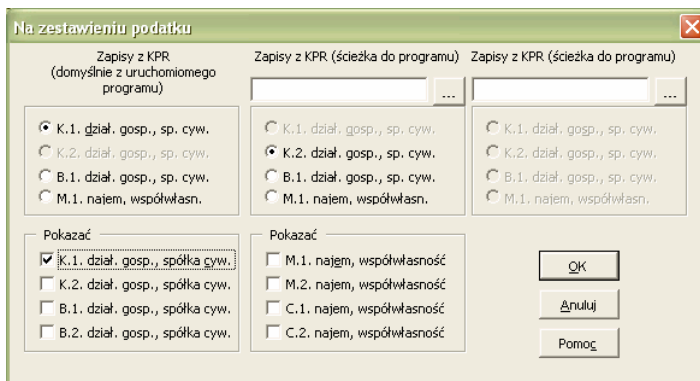 Na zestawieniu podatku
Zapisy z KPR
(domyślnie z uruchomionego
programu)
Zapisy z KPR (ścieżka do programu)
Zapisy z KPR (ścieżka do programu)
...
...
K.1. dział. gosp., sp. cyw.
K.2. dział. gosp., sp. cyw.
B.1. dział. gosp., sp. cyw.
M.1. najem, współwłasn.
K.1. dział. gosp., sp. cyw.
K.2. dział. gosp., sp. cyw.
B.1. dział. gosp., sp. cyw.
M.1. najem, współwłasn.
K.1. dział. gosp., sp. cyw.
K.2. dział. gosp., sp. cyw.
B.1. dział. gosp., sp. cyw.
M.1. najem, współwłasn.
Pokazać
K.1. dział. gosp., spółka cyw.
K.2. dział. gosp., spółka cyw.
B.1. dział. gosp., spółka cyw.
B.2. dział. gosp., spółka cyw.
Pokazać
M.1. najem, współwłasność
M.2. najem, współwłasność
C.1. najem, współwłasność
C.2. najem, współwłasność
OK
Anuluj
Pomoc